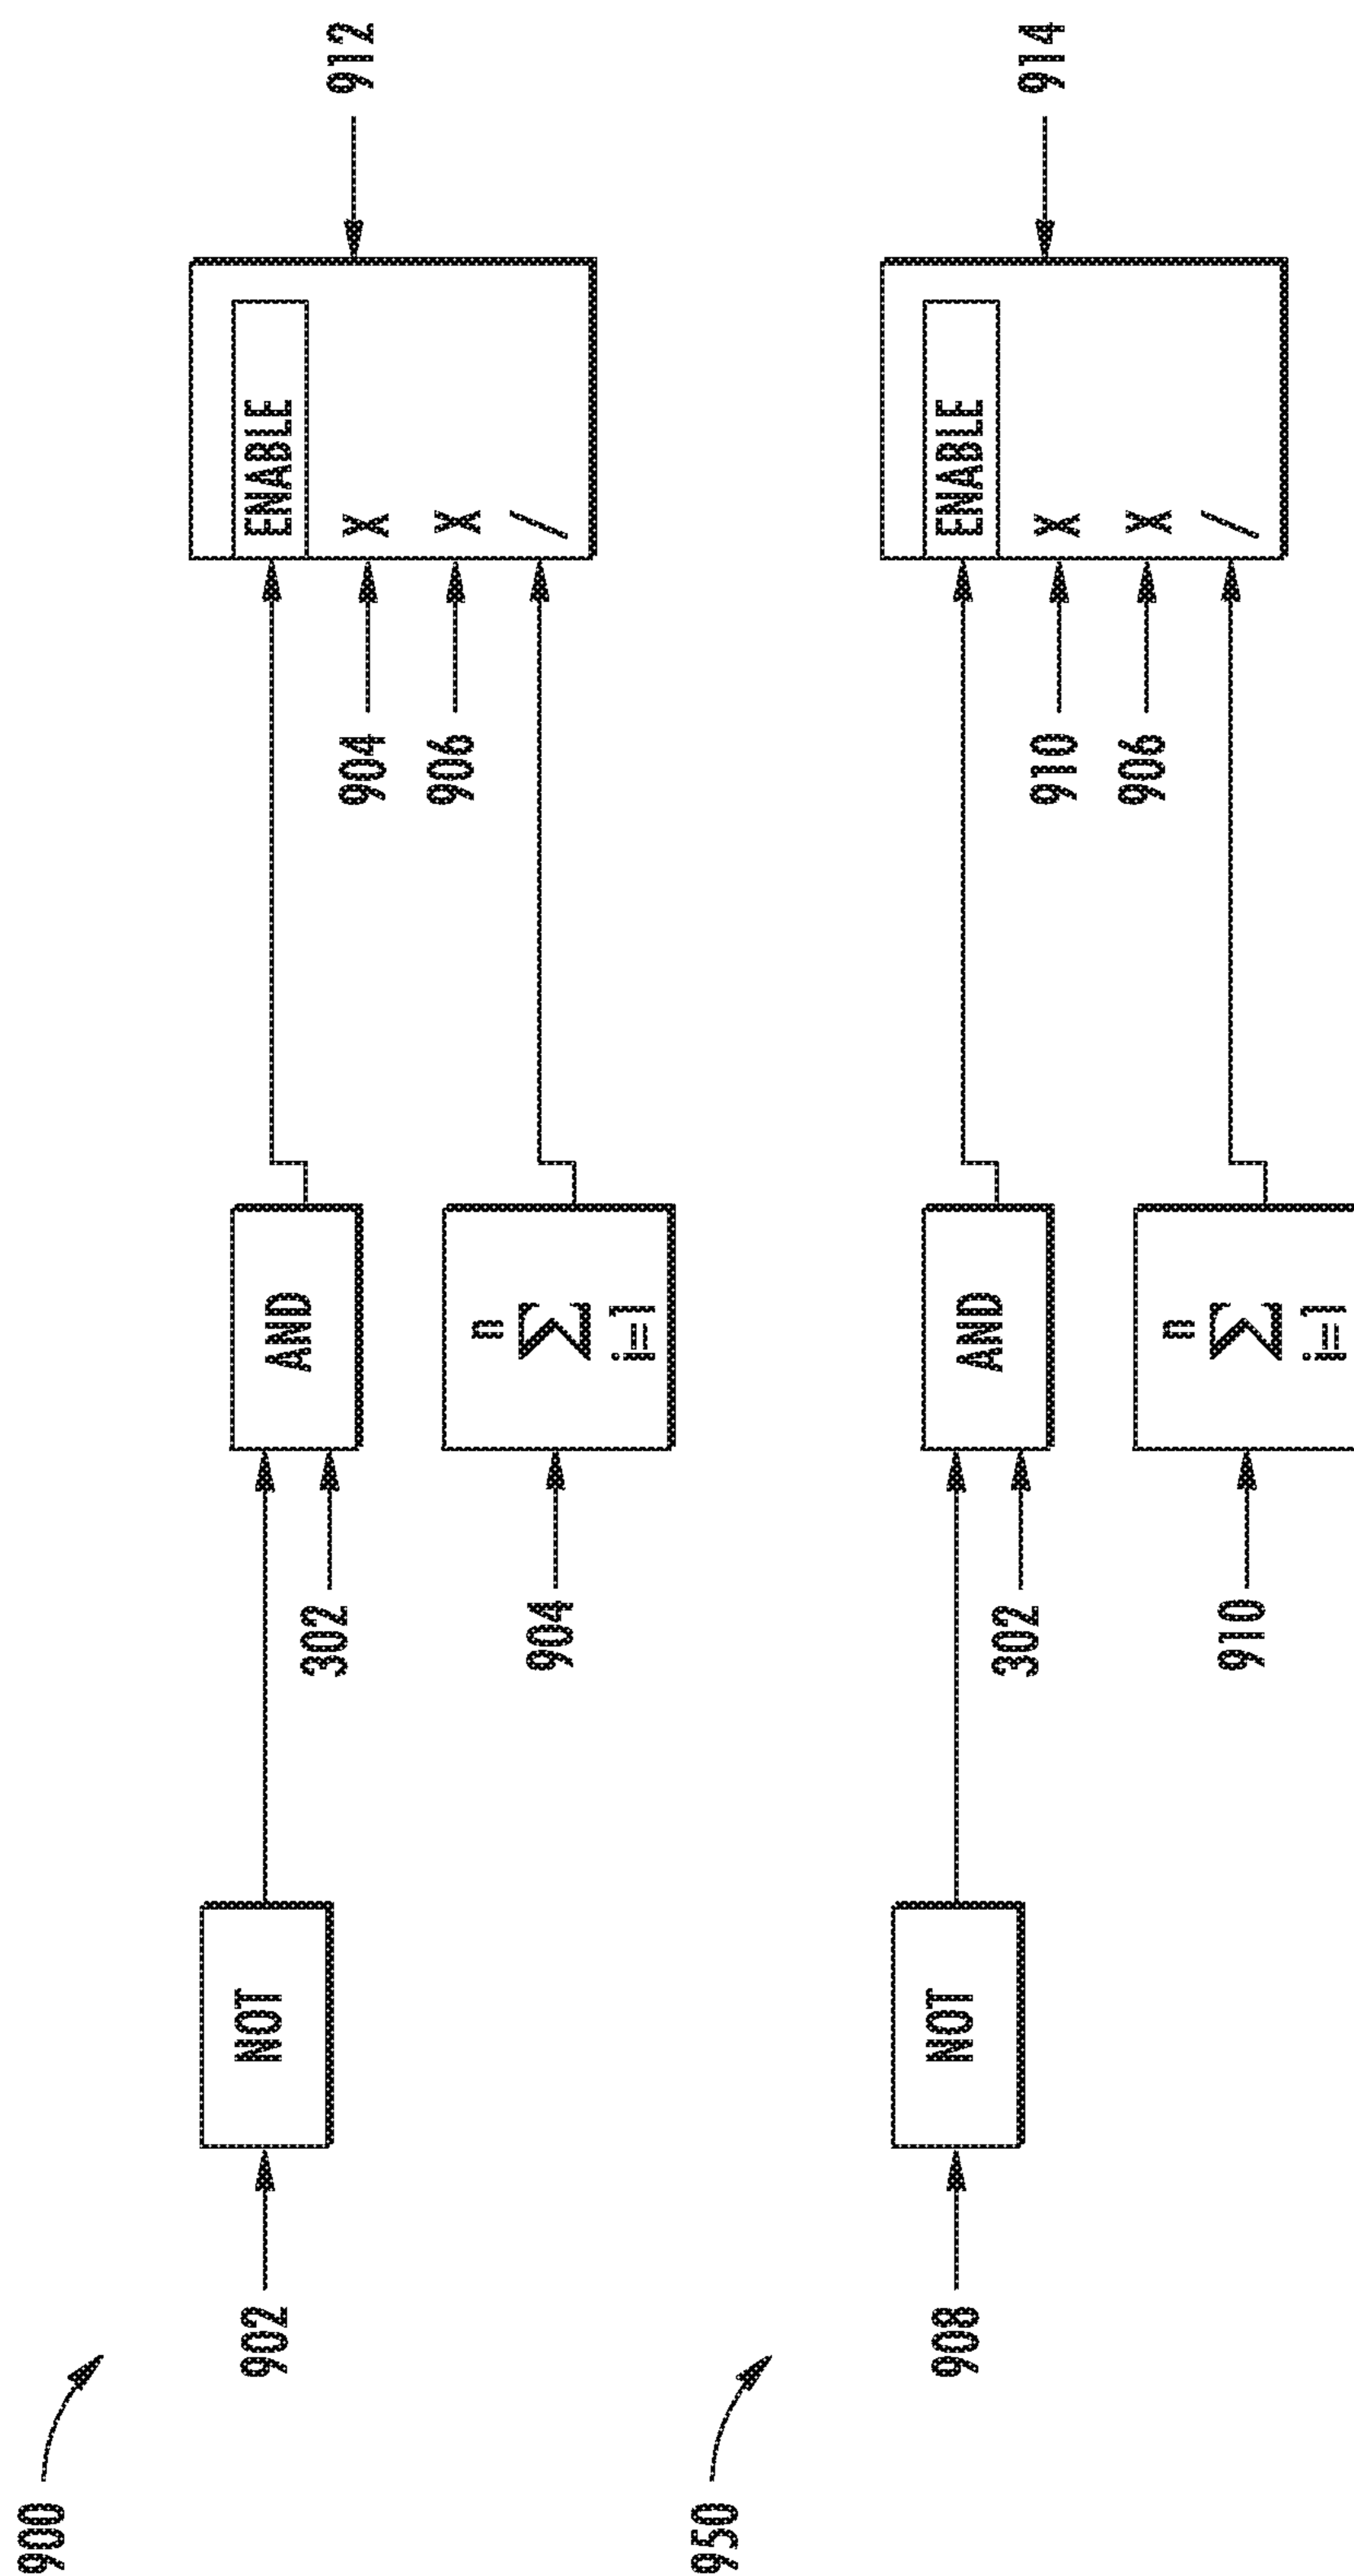 900
902
NOT
AND
ENABLE
302
904
X
912
906
X
n
904
Σ
/
i=1
950
908
NOT
AND
ENABLE
302
910
X
914
906
X
n
910
Σ
/
i=1